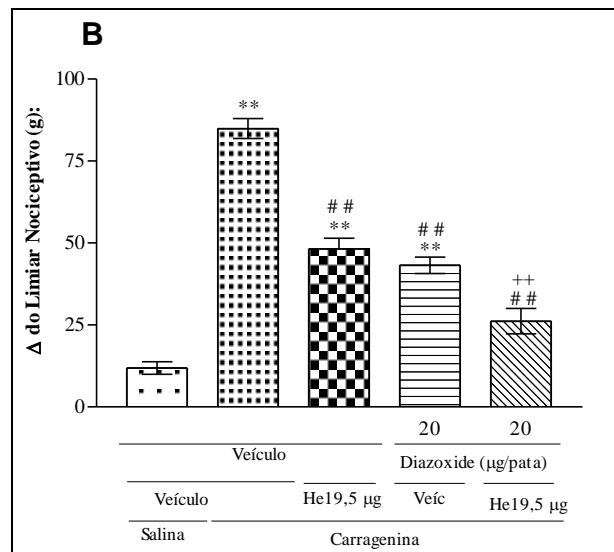 B
Δ do Limiar Nociceptivo (g):
100
75
50
25
0
**
# #
**
# #
**
++
# #
20 20
Veículo Diazoxide (μg/pata)
Veículo He19,5 μg Veíc He19,5 μg
Salina Carragenina